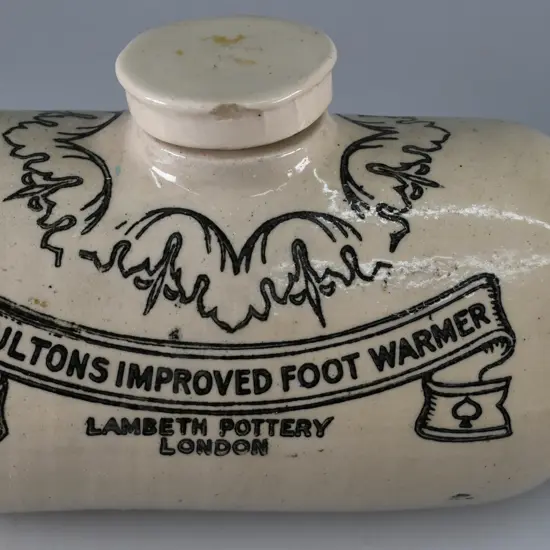 ULTONS IMPROVED FOOT WARMER
LAMBETH POTTERY
LONDON